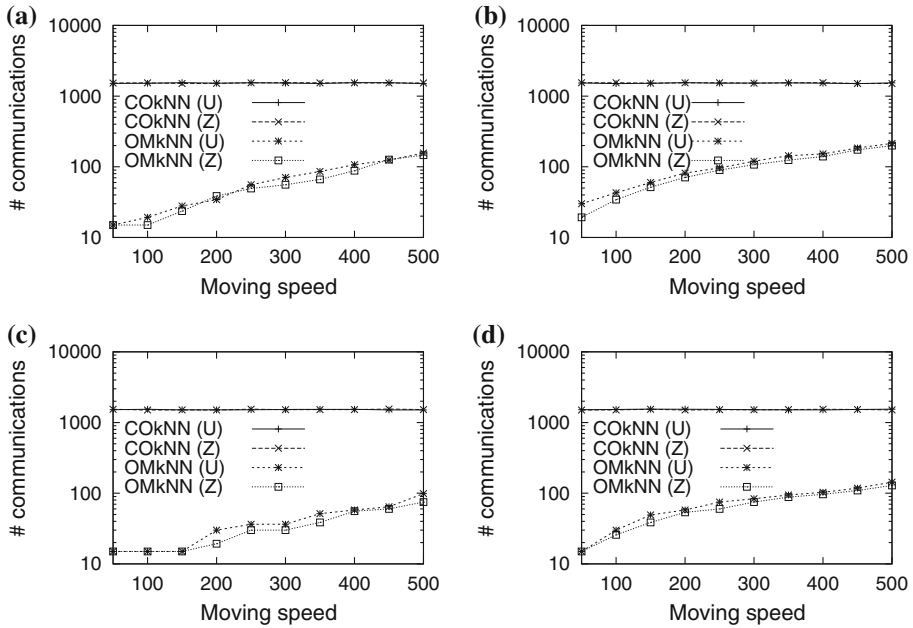 (a)
# communications
10000
1000
100
10
COkNN (U)
COkNN (Z)
OMkNN (U)
OMkNN (Z)
100 200 300 400 500
Moving speed
(b)
# communications
10000
1000
100
10
COkNN (U)
COkNN (Z)
OMkNN (U)
OMkNN (Z)
100 200 300 400 500
Moving speed
(c)
# communications
10000
1000
100
10
COkNN (U)
COkNN (Z)
OMkNN (U)
OMkNN (Z)
100 200 300 400 500
Moving speed
(d)
# communications
10000
1000
100
10
COkNN (U)
COkNN (Z)
OMkNN (U)
OMkNN (Z)
100 200 300 400 500
Moving speed